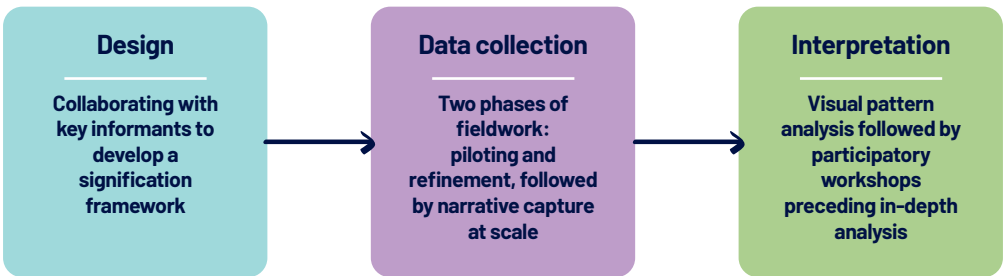 Design
Collaborating with
key informants to
develop a
signification
framework
Data collection
Two phases of
fieldwork:
piloting and
refinement, followed
by narrative capture
at scale
Interpretation
Visual pattern
analysis followed by
participatory
workshops
preceding in-depth
analysis